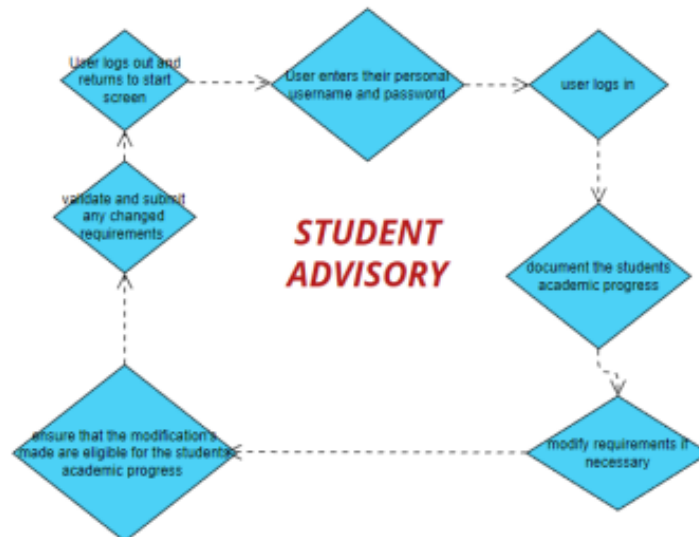 User logs out and
returns to start
screen
User enters their personal
username and password
user logs in
validate and submit
any changed
requirements
STUDENT
ADVISORY
document the students
academic progress
ensure that the modification's
made are eligible for the students
academic progress
modify requirements if
necessary